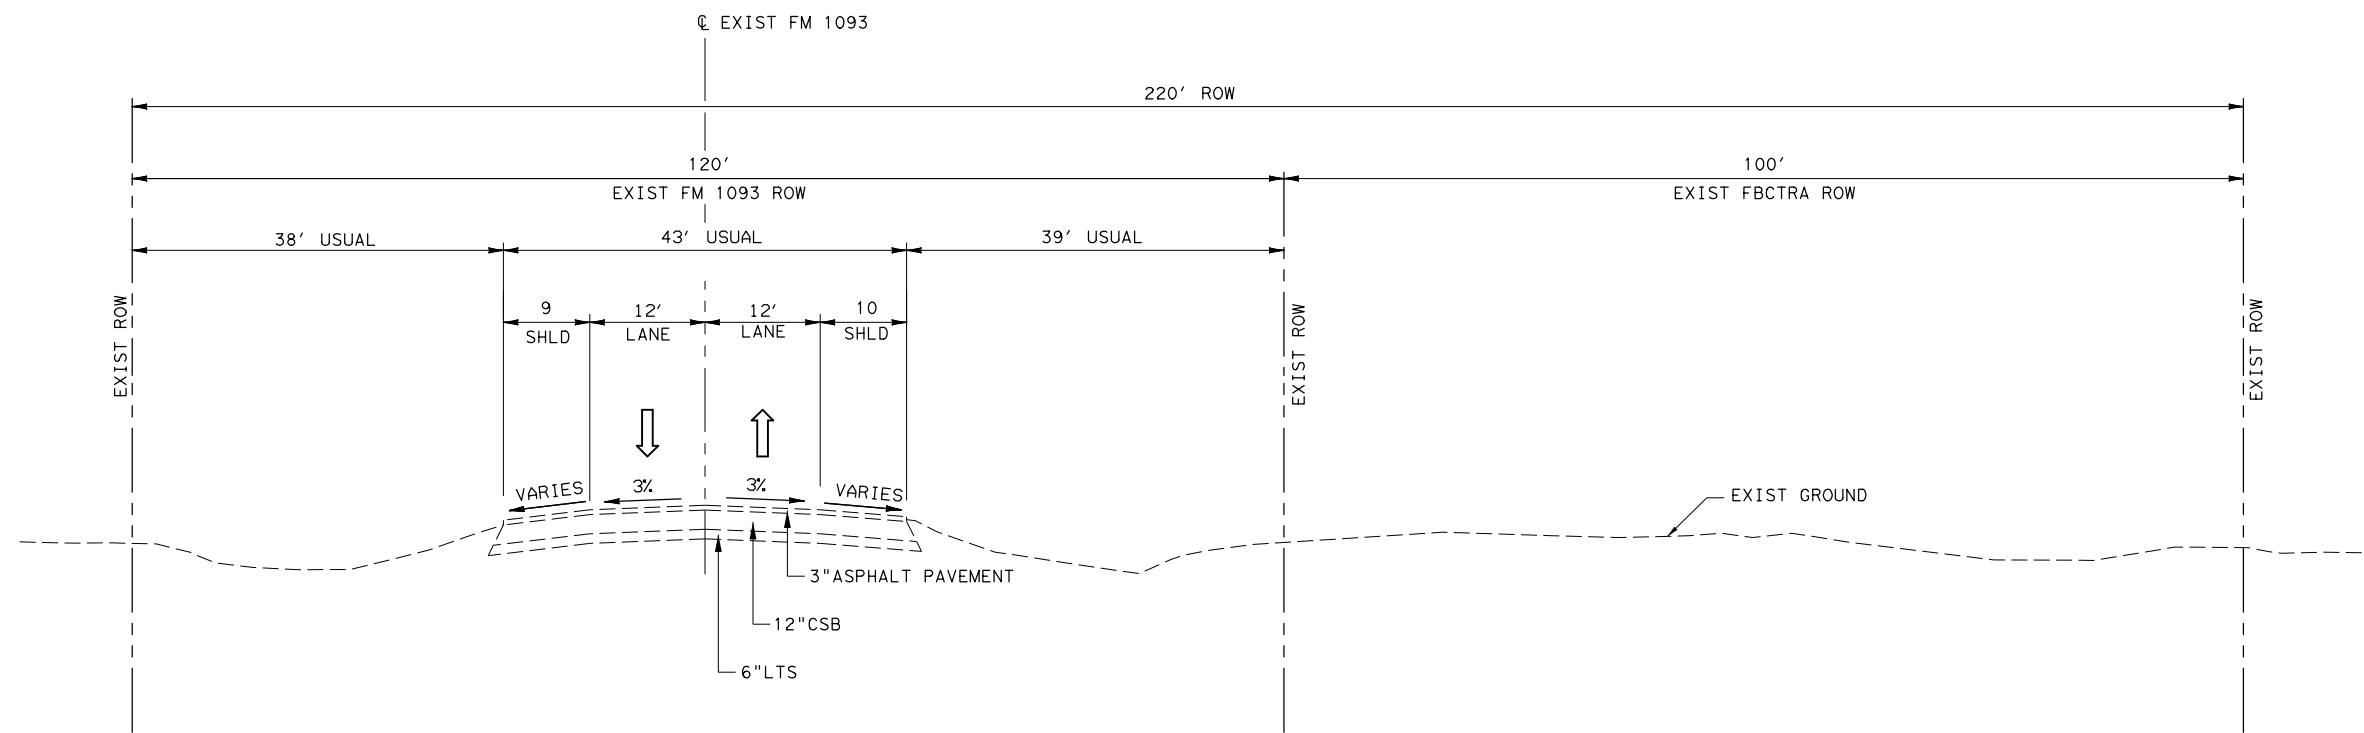 ℄ EXIST FM 1093
220' ROW
120'
100'
EXIST FM 1093 ROW
EXIST FBCTRA ROW
38' USUAL
43' USUAL
39' USUAL
9
12'
12'
10
SHLD
LANE
LANE
SHLD
EXIST ROW
EXIST ROW
EXIST ROW
VARIES
3%
3%
VARIES
EXIST GROUND
3"ASPHALT PAVEMENT
12"CSB
6"LTS